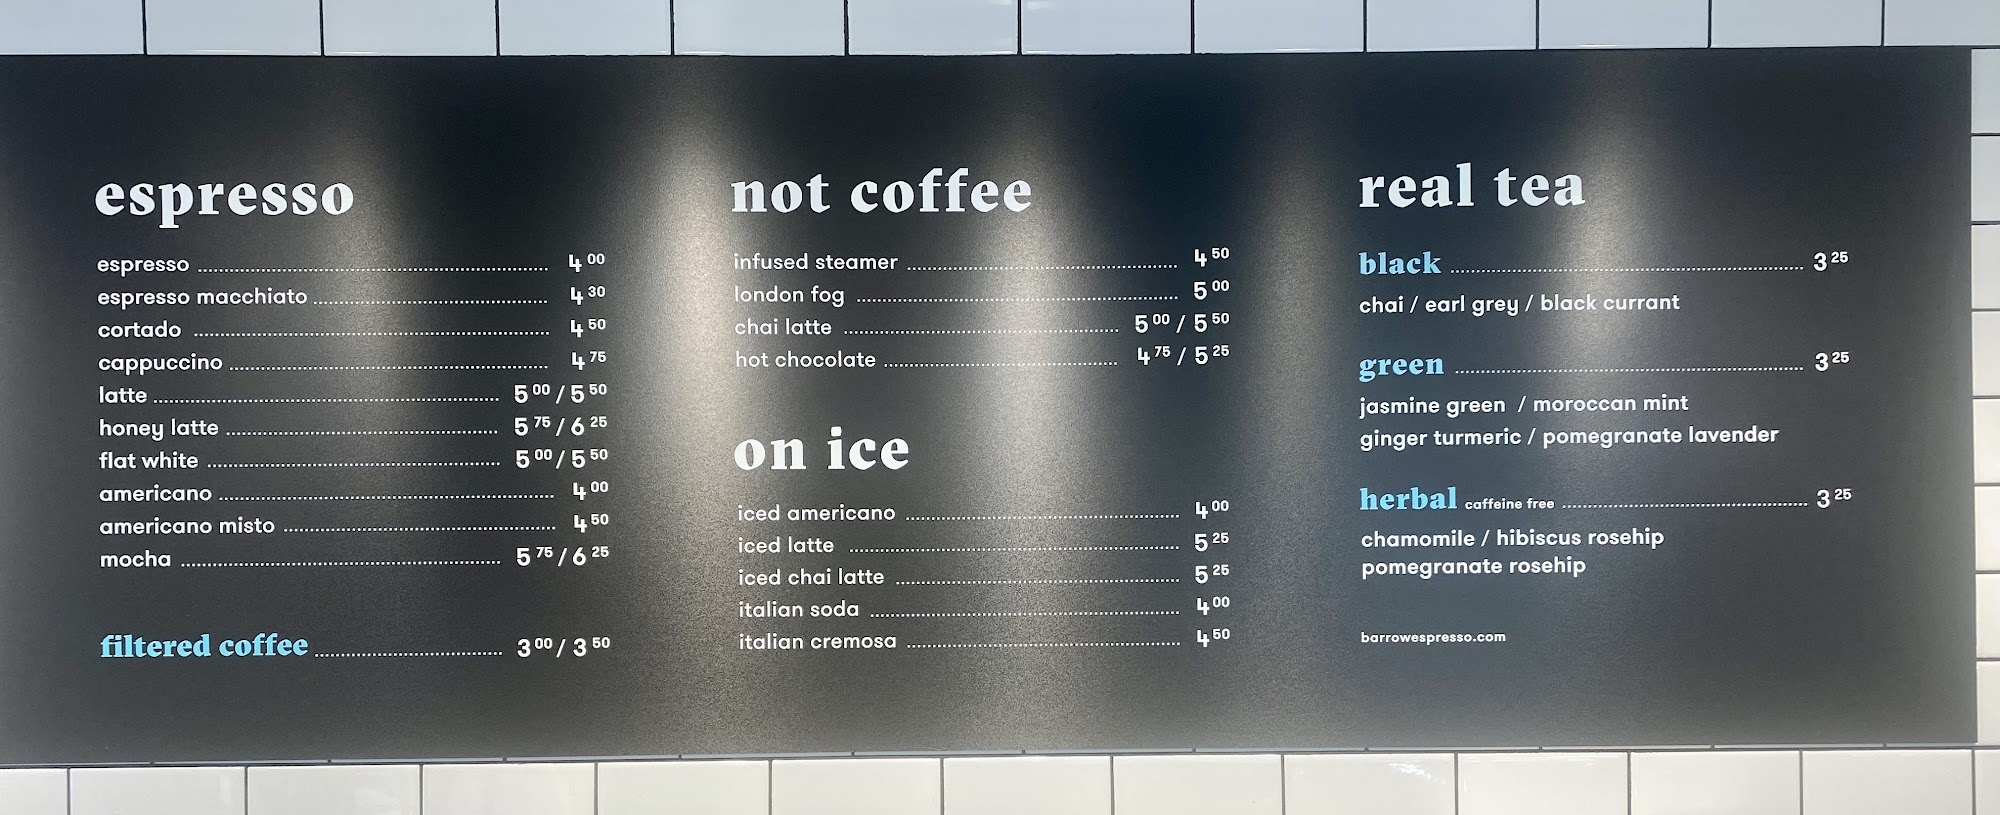 espresso
espresso 4 00
espresso macchiato 4 30
cortado 4 50
cappuccino 4 75
latte 5 00 / 5 50
honey latte 5 75 / 6 25
flat white 5 00 / 5 50
americano 4 00
americano misto 4 50
mocha 5 75 / 6 25
filtered coffee 3 00 / 3 50
not coffee
infused steamer 4 50
london fog 5 00
chai latte 5 00 / 5 50
hot chocolate 4 75 / 5 25
on ice
iced americano 4 00
iced latte 5 25
iced chai latte 5 25
italian soda 4 00
italian cremosa 4 50
real tea
black 3 25
chai / earl grey / black currant
green 3 25
jasmine green / moroccan mint
ginger turmeric / pomegranate lavender
herbal caffeine free 3 25
chamomile / hibiscus rosehip
pomegranate rosehip
barrowespresso.com